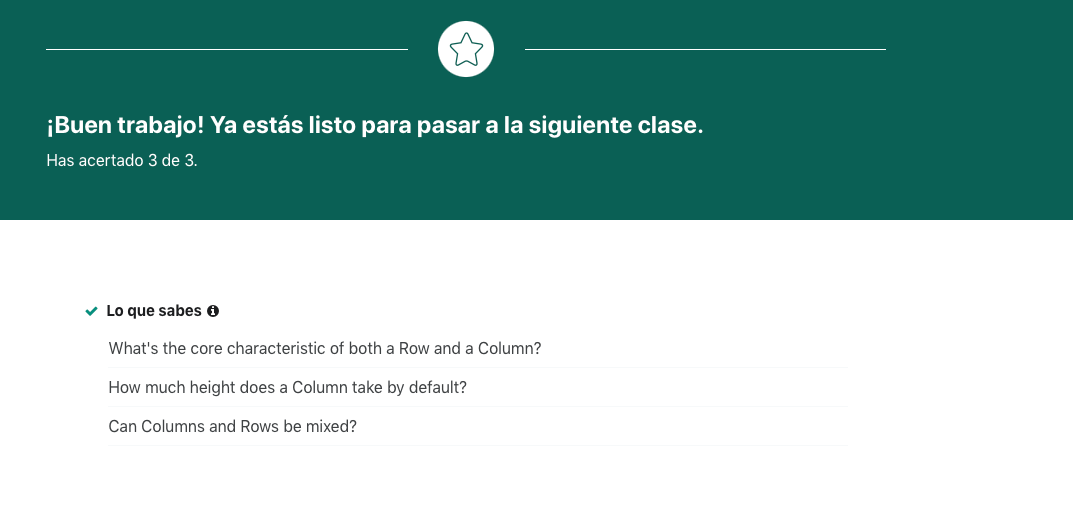 ¡Buen trabajo! Ya estás listo para pasar a la siguiente clase.
Has acertado 3 de 3.
Lo que sabes
What's the core characteristic of both a Row and a Column?
How much height does a Column take by default?
Can Columns and Rows be mixed?